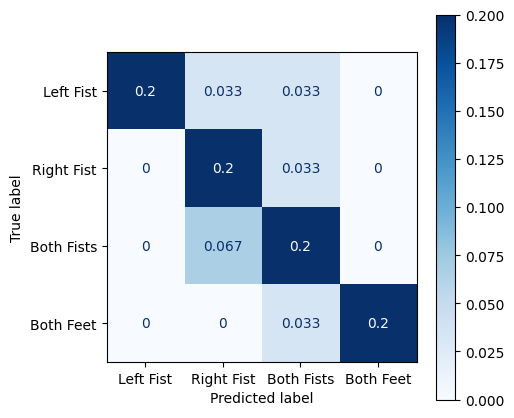 True label
Left Fist 0.2 0.033 0.033 0
Right Fist 0 0.2 0.033 0
Both Fists 0 0.067 0.2 0
Both Feet 0 0 0.033 0.2
Left Fist Right Fist Both Fists Both Feet
Predicted label
0.200
0.175
0.150
0.125
0.100
0.075
0.050
0.025
0.000